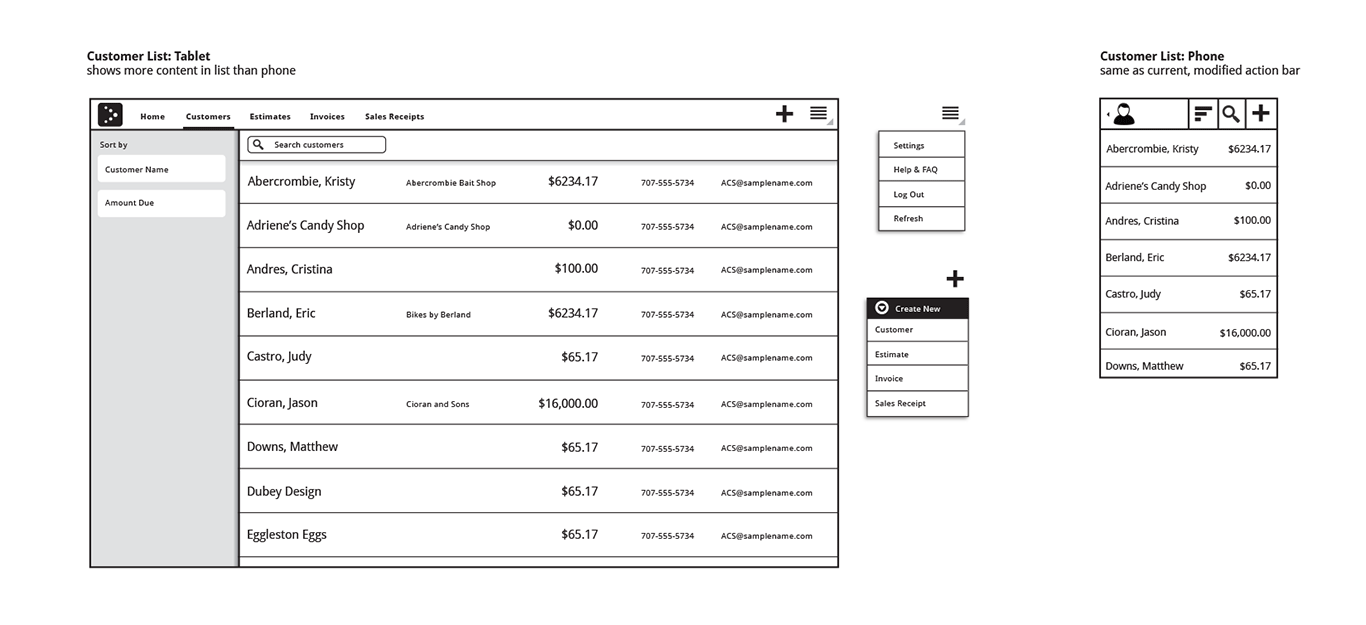 Customer List: Tablet
shows more content in list than phone
Home Customers Estimates Invoices Sales Receipts
Sort by
Customer Name
Amount Due
Search customers
Abercrombie, Kristy Abercrombie Bait Shop $6234.17 707-555-5734 ACS@samplename.com
Adriene's Candy Shop Adriene's Candy Shop $0.00 707-555-5734 ACS@samplename.com
Andres, Cristina $100.00 707-555-5734 ACS@samplename.com
Berland, Eric Bikes by Berland $6234.17 707-555-5734 ACS@samplename.com
Castro, Judy $65.17 707-555-5734 ACS@samplename.com
Cioran, Jason Cioran and Sons $16,000.00 707-555-5734 ACS@samplename.com
Downs, Matthew $65.17 707-555-5734 ACS@samplename.com
Dubey Design $65.17 707-555-5734 ACS@samplename.com
Eggleston Eggs $65.17 707-555-5734 ACS@samplename.com
Settings
Help & FAQ
Log Out
Refresh
Create New
Customer
Estimate
Invoice
Sales Receipt
Customer List: Phone
same as current, modified action bar
Abercrombie, Kristy $6234.17
Adriene's Candy Shop $0.00
Andres, Cristina $100.00
Berland, Eric $6234.17
Castro, Judy $65.17
Cioran, Jason $16,000.00
Downs, Matthew $65.17